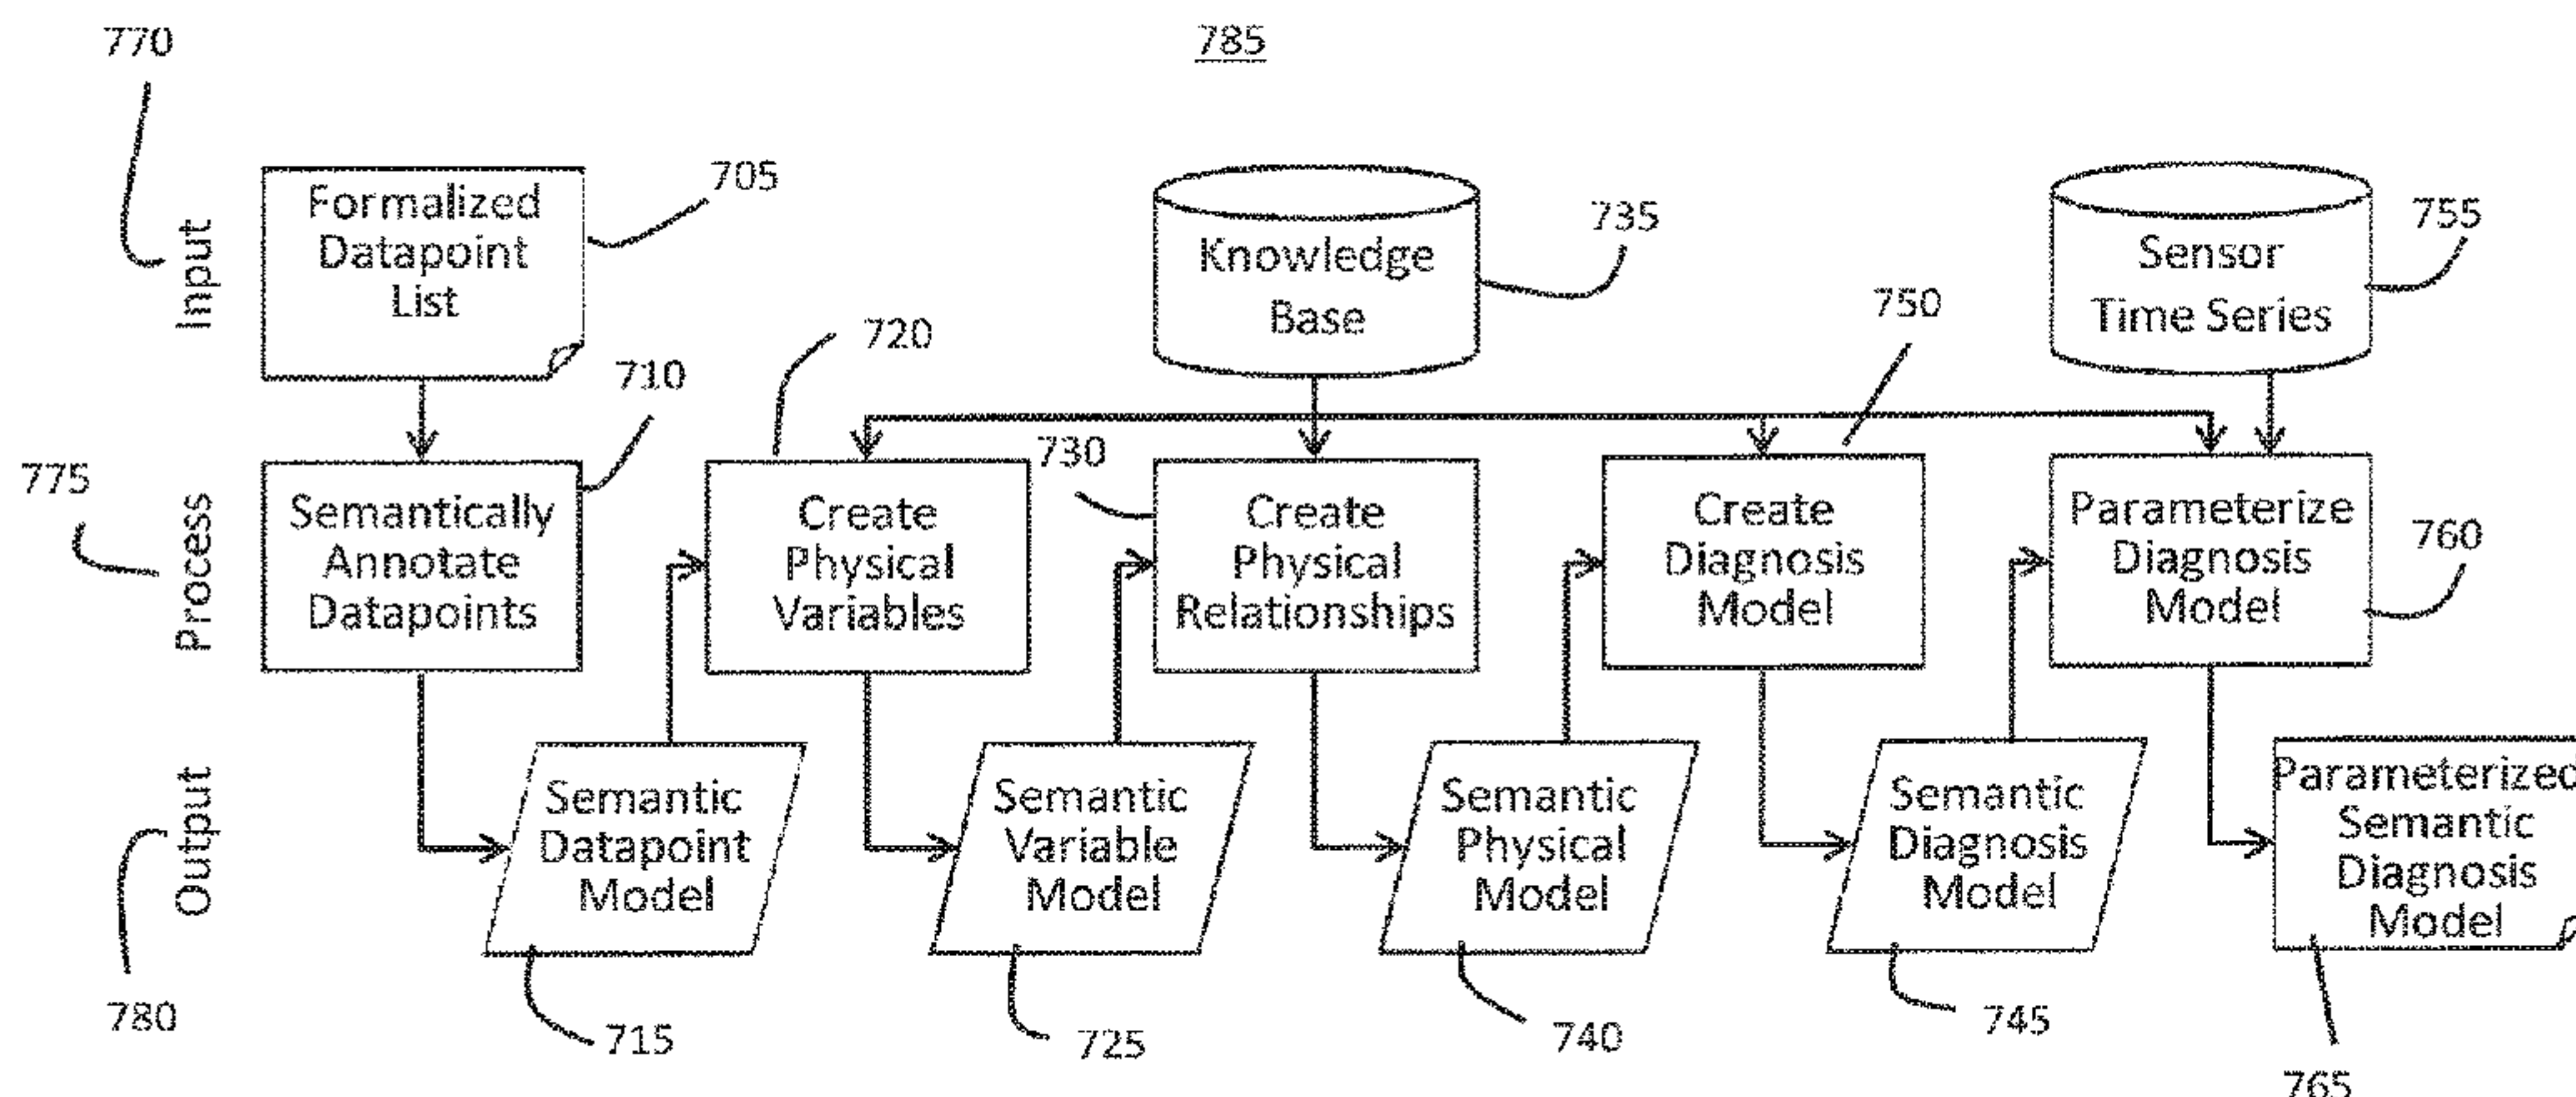 770
785
Input
Formalized
Datapoint
List
705
Knowledge
Base
735
Sensor
Time Series
755
720
710
730
750
775
Process
Semantically
Annotate
Datapoints
Create
Physical
Variables
Create
Physical
Relationships
Create
Diagnosis
Model
Parameterize
Diagnosis
Model
760
Output
Semantic
Datapoint
Model
Semantic
Variable
Model
Semantic
Physical
Model
Semantic
Diagnosis
Model
Parameterized
Semantic
Diagnosis
Model
780
715
725
740
745
765